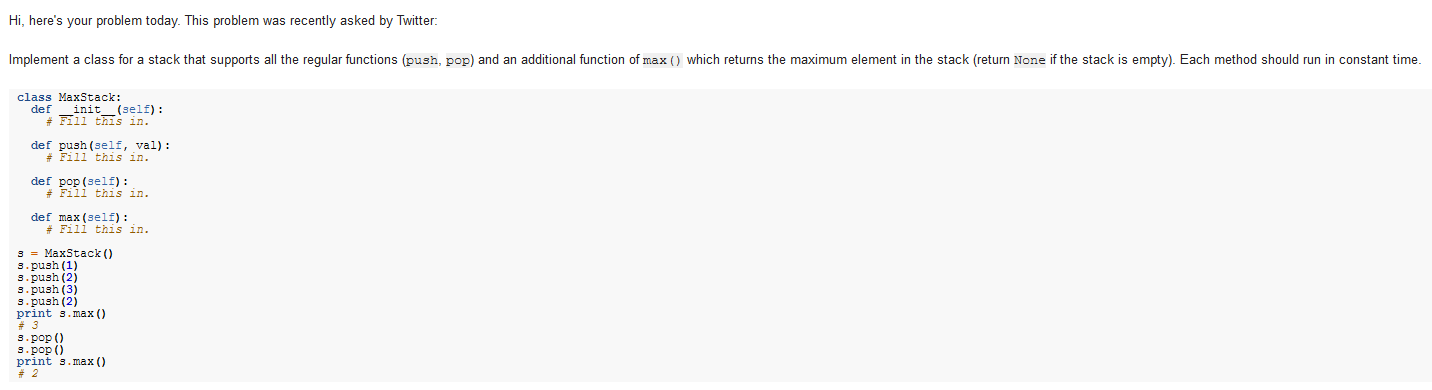 Hi, here's your problem today. This problem was recently asked by Twitter:
Implement a class for a stack that supports all the regular functions (push, pop) and an additional function of max() which returns the maximum element in the stack (return None if the stack is empty). Each method should run in constant time.
class MaxStack:
  def __init__(self):
    # Fill this in.
  def push(self, val):
    # Fill this in.
  def pop(self):
    # Fill this in.
  def max(self):
    # Fill this in.
s = MaxStack()
s.push(1)
s.push(2)
s.push(3)
s.push(2)
print s.max()
# 3
s.pop()
s.pop()
print s.max()
# 2